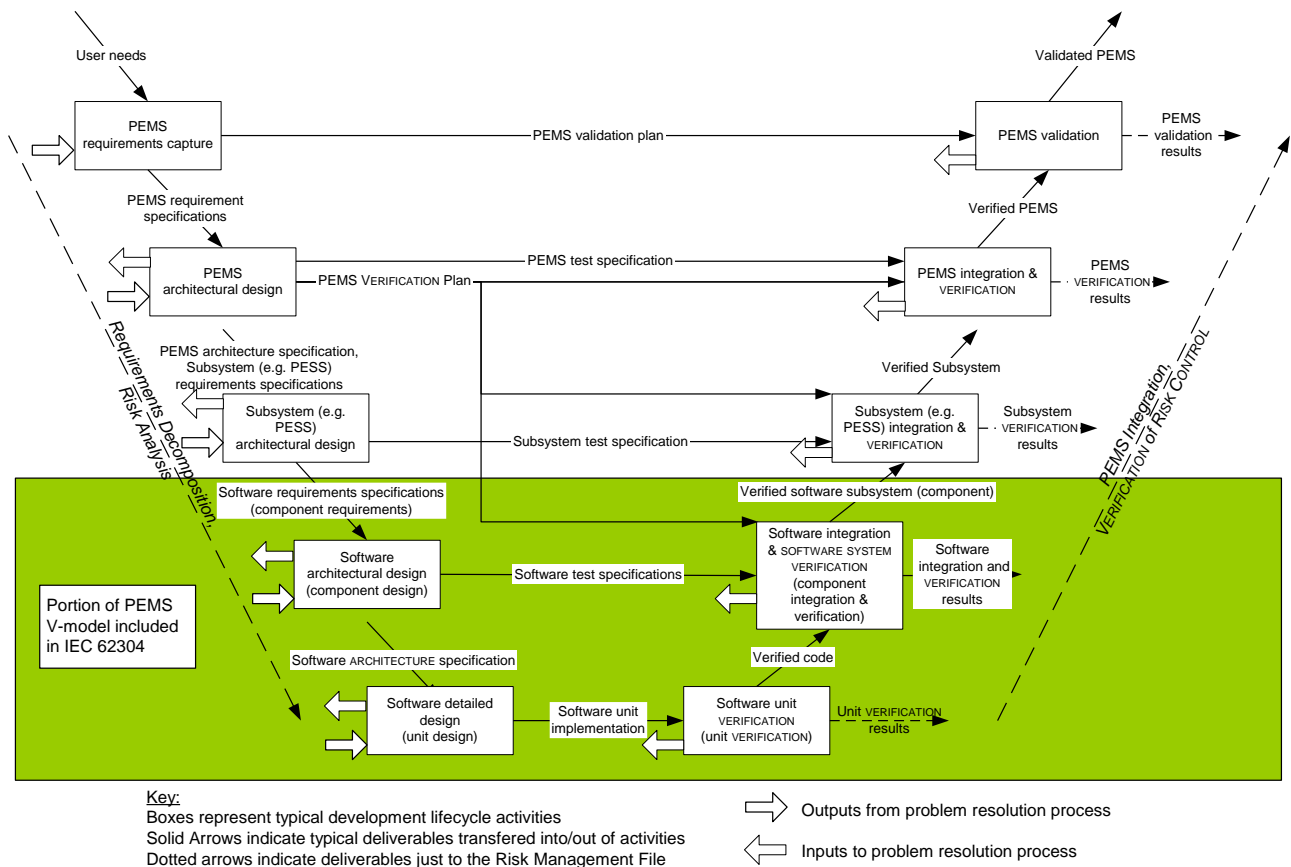 User needs
Validated PEMS
PEMS
requirements capture
PEMS validation plan
PEMS validation
PEMS
validation
results
PEMS requirement
specifications
Verified PEMS
PEMS
architectural design
PEMS test specification
PEMS VERIFICATION Plan
PEMS integration &
VERIFICATION
PEMS
VERIFICATION
results
PEMS architecture specification,
Subsystem (e.g. PESS)
requirements specifications
Verified Subsystem
Requirements Decomposition,
Risk Analysis
PEMS Integration,
VERIFICATION of RISK CONTROL
Subsystem (e.g.
PESS)
architectural design
Subsystem test specification
Subsystem (e.g.
PESS) integration &
VERIFICATION
Subsystem
VERIFICATION
results
Software requirements specifications
(component requirements)
Verified software subsystem (component)
Software
architectural design
(component design)
Software test specifications
Software integration
& SOFTWARE SYSTEM
VERIFICATION
(component
integration &
verification)
Software
integration and
VERIFICATION
results
Portion of PEMS
V-model included
in IEC 62304
Software ARCHITECTURE specification
Verified code
Software detailed
design
(unit design)
Software unit
implementation
Software unit
VERIFICATION
(unit VERIFICATION)
Unit VERIFICATION
results
Key:
Boxes represent typical development lifecycle activities
Solid Arrows indicate typical deliverables transfered into/out of activities
Dotted arrows indicate deliverables just to the Risk Management File
Outputs from problem resolution process
Inputs to problem resolution process